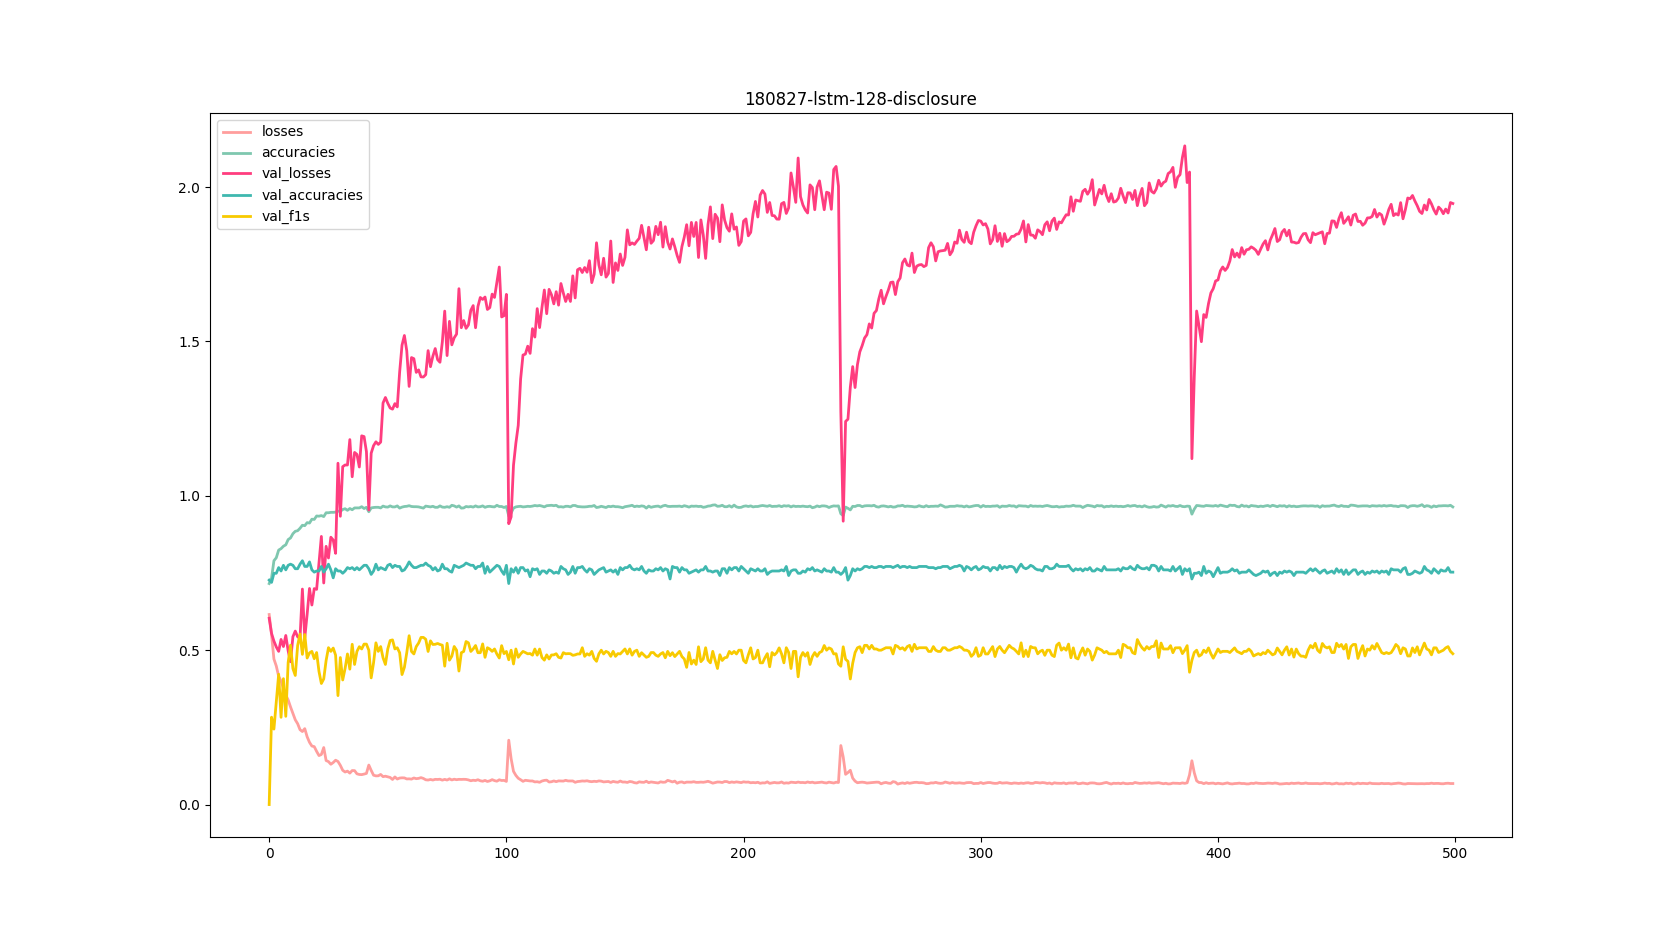 180827-lstm-128-disclosure
losses
accuracies
val_losses
val_accuracies
val_f1s
2.0
1.5
1.0
0.5
0.0
0 100 200 300 400 500